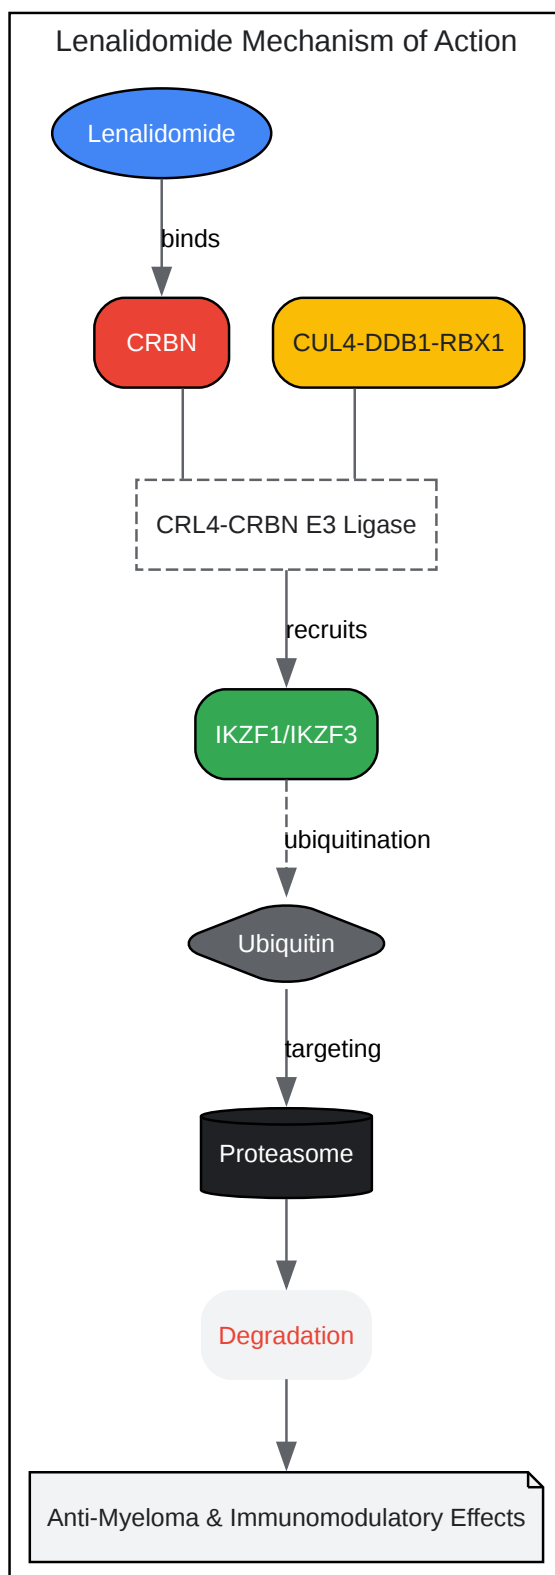 Lenalidomide Mechanism of Action
Lenalidomide
binds
CRBN
CUL4-DDB1-RBX1
CRL4-CRBN E3 Ligase
recruits
IKZF1/IKZF3
ubiquitination
Ubiquitin
targeting
Proteasome
Degradation
Anti-Myeloma & Immunomodulatory Effects